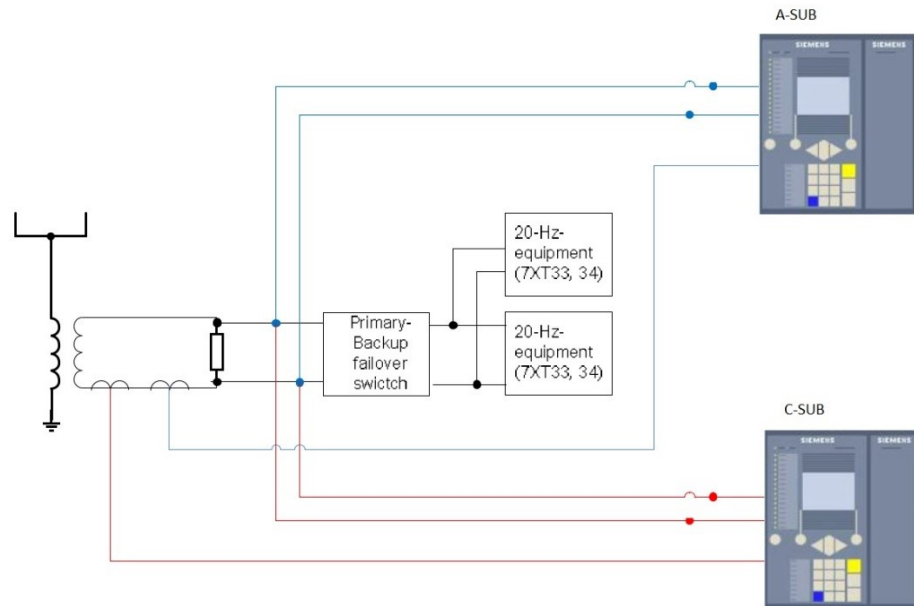 A-SUB
SIEMENS
SIEMENS
20-Hz-
equipment
(7XT33, 34)
Primary-
Backup
failover
swictch
20-Hz-
equipment
(7XT33, 34)
C-SUB
SIEMENS
SIEMENS